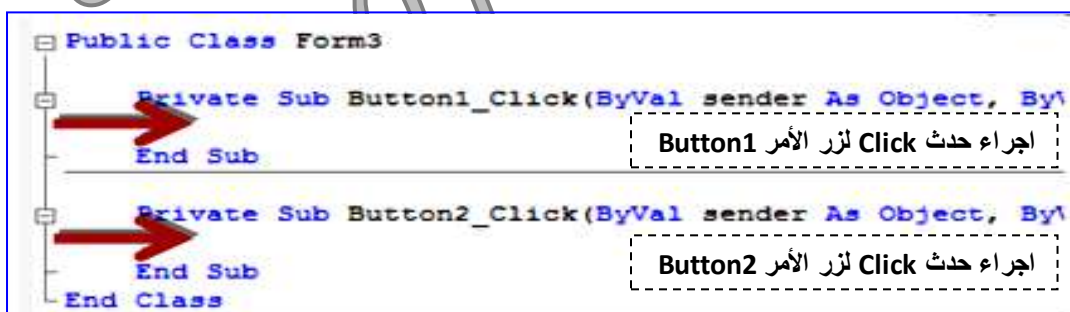 Public Class Form3
Private Sub Button1_Click(ByVal sender As Object, ByV
اجراء حدث Click لزر الأمر Button1
End Sub
Private Sub Button2_Click(ByVal sender As Object, ByV
اجراء حدث Click لزر الأمر Button2
End Sub
End Class